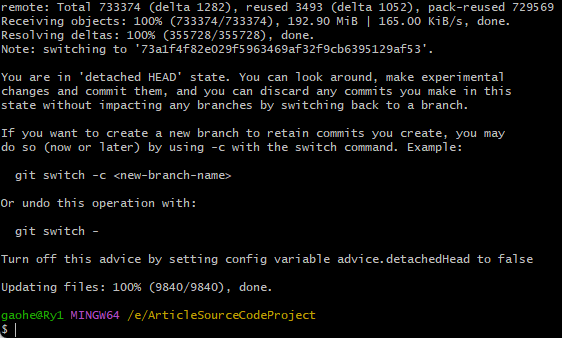 remote: Total 733374 (delta 1282), reused 3493 (delta 1052), pack-reused 729569
Receiving objects: 100% (733374/733374), 192.90 MiB | 165.00 KiB/s, done.
Resolving deltas: 100% (355728/355728), done.
Note: switching to '73a1f4f82e029f5963469af32f9cb6395129af53'.

You are in 'detached HEAD' state. You can look around, make experimental
changes and commit them, and you can discard any commits you make in this
state without impacting any branches by switching back to a branch.

If you want to create a new branch to retain commits you create, you may
do so (now or later) by using -c with the switch command. Example:

  git switch -c <new-branch-name>

Or undo this operation with:

  git switch -

Turn off this advice by setting config variable advice.detachedHead to false

Updating files: 100% (9840/9840), done.

gaohe@Ry1 MINGW64 /e/ArticleSourceCodeProject
$